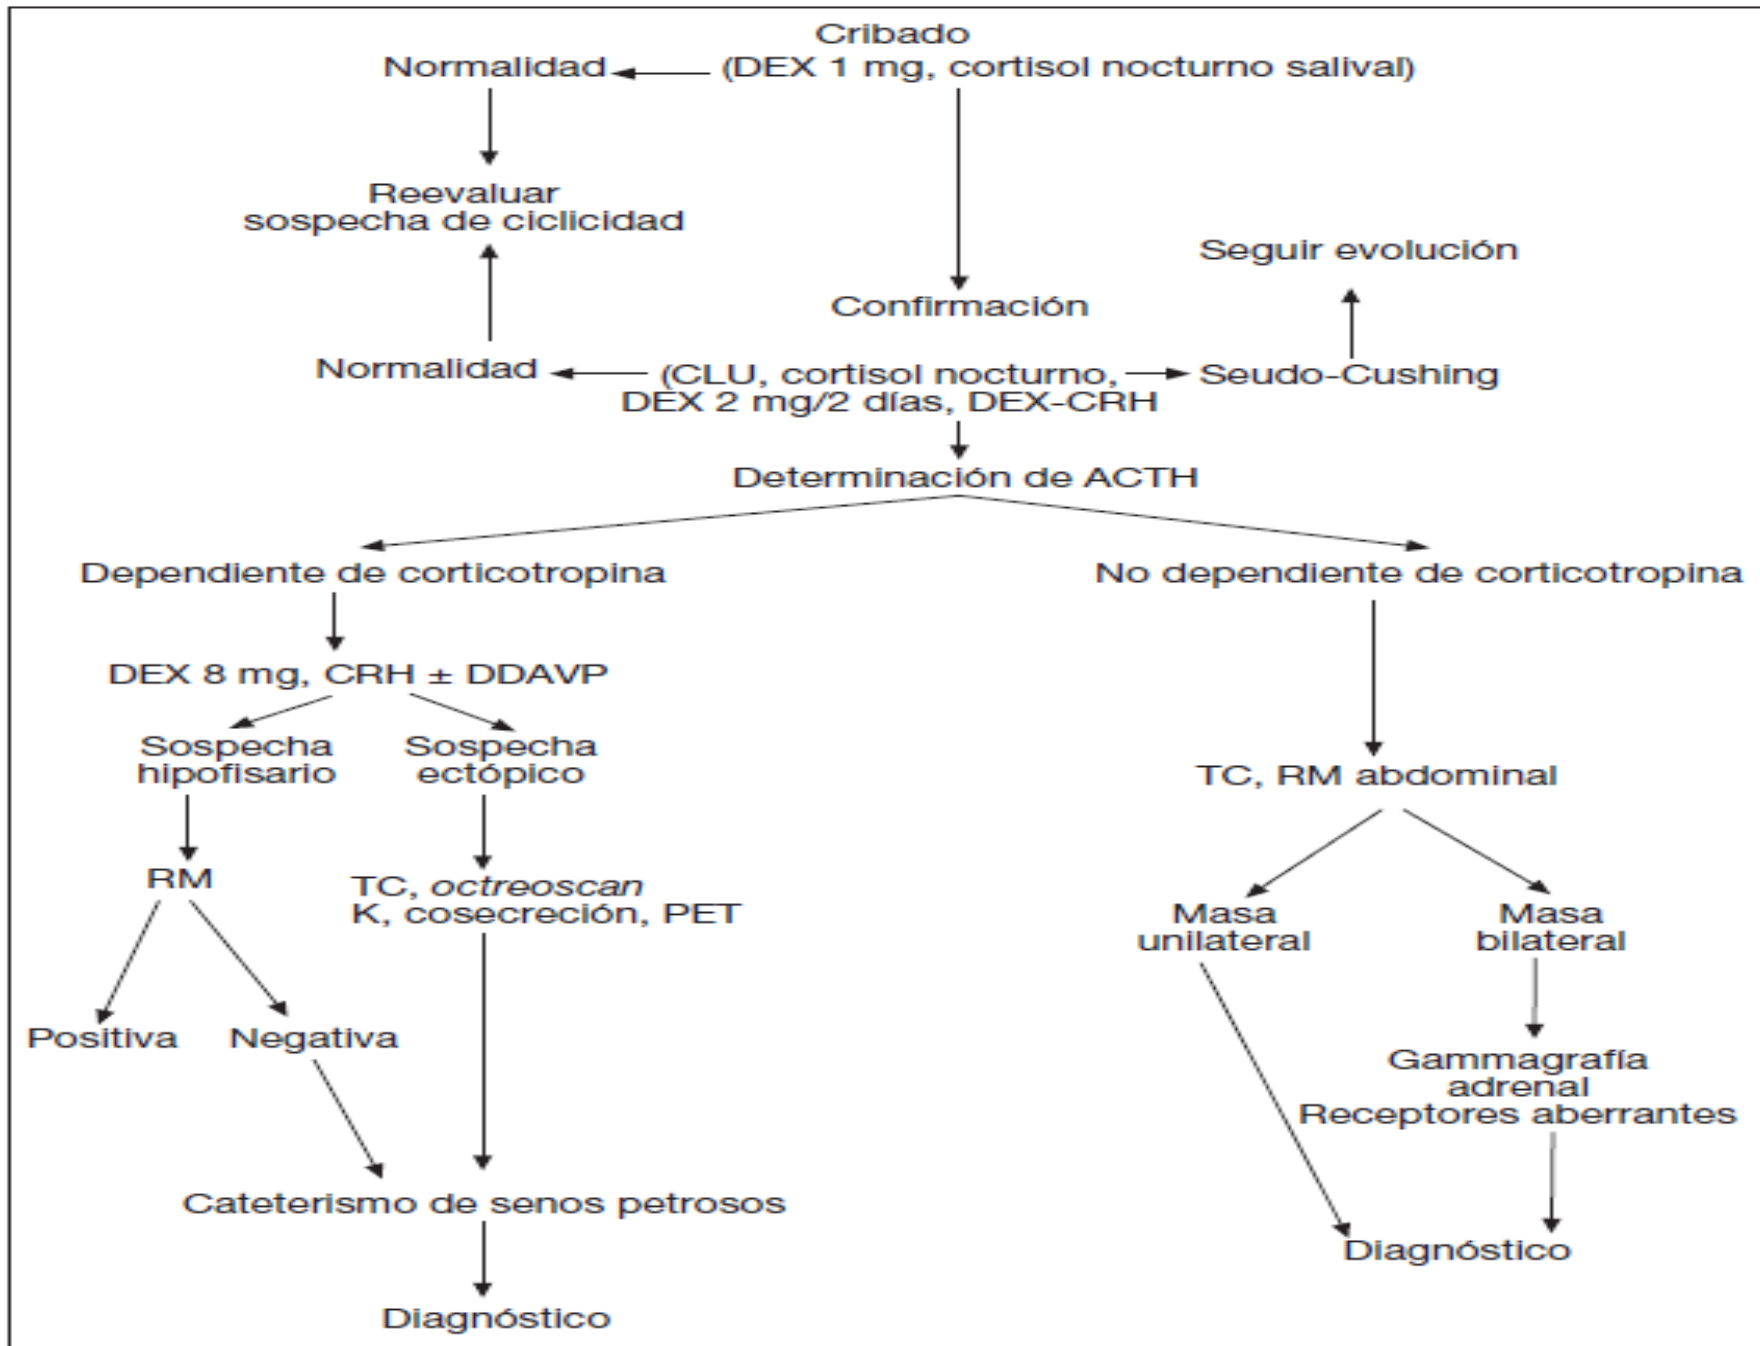 Cribado
Normalidad
(DEX 1 mg, cortisol nocturno salival)
Reevaluar
sospecha de ciclicidad
Seguir evolución
Confirmación
Normalidad
(CLU, cortisol nocturno,
DEX 2 mg/2 días, DEX-CRH
Seudo-Cushing
Determinación de ACTH
Dependiente de corticotropina
No dependiente de corticotropina
DEX 8 mg, CRH ± DDAVP
Sospecha
hipofisario
Sospecha
ectópico
TC, RM abdominal
RM
TC, octreoscan
K, cosecreción, PET
Masa
unilateral
Masa
bilateral
Positiva
Negativa
Gammagrafía
adrenal
Receptores aberrantes
Cateterismo de senos petrosos
Diagnóstico
Diagnóstico